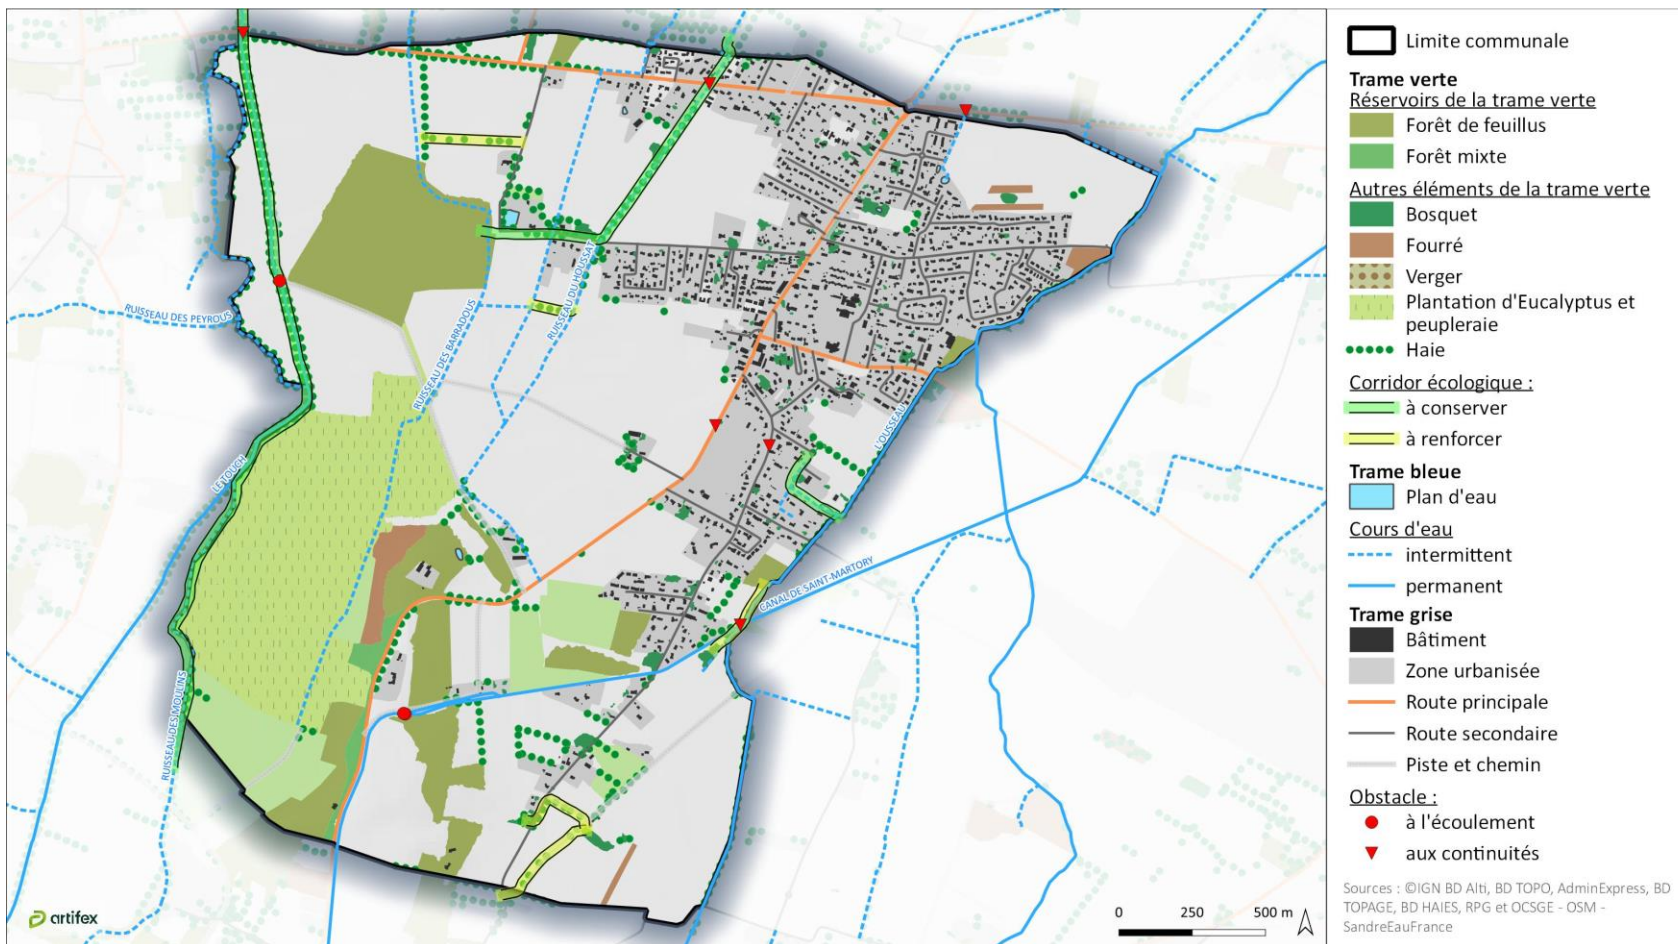 RUISSEAU DES PEYROUS
RUISSEAU DES BARRADOUS
RUISSEAU DU HOUSSAT
LE TOUCH
L'OUSSEAU
CANAL DE SAINT-MARTORY
RUISSEAU DES MOULINS
artifex
0 250 500 m
Limite communale
Trame verte
Réservoirs de la trame verte
Forêt de feuillus
Forêt mixte
Autres éléments de la trame verte
Bosquet
Fourré
Verger
Plantation d'Eucalyptus et
peupleraie
Haie
Corridor écologique :
à conserver
à renforcer
Trame bleue
Plan d'eau
Cours d'eau
intermittent
permanent
Trame grise
Bâtiment
Zone urbanisée
Route principale
Route secondaire
Piste et chemin
Obstacle :
à l'écoulement
aux continuités
Sources : ©IGN BD Alti, BD TOPO, AdminExpress, BD
TOPAGE, BD HAIES, RPG et OCSGE - OSM -
SandreEauFrance